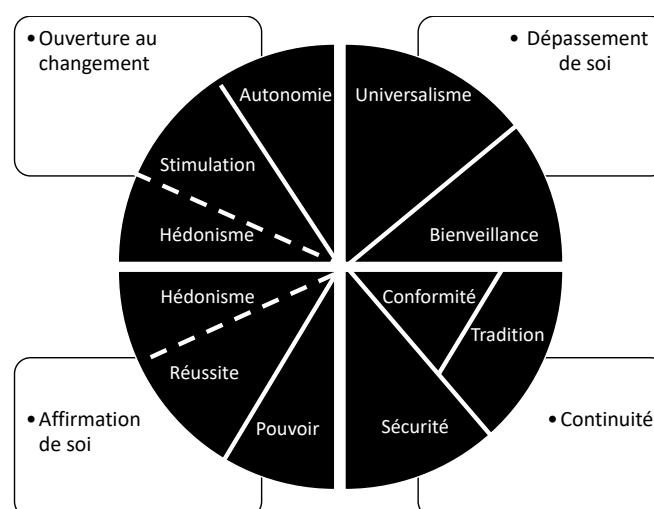 •Ouverture au
changement
• Dépassement
de soi
Autonomie
Universalisme
Stimulation
Hédonisme
Bienveillance
Hédonisme
Conformité
Tradition
Réussite
Pouvoir
Sécurité
•Affirmation
de soi
•Continuité